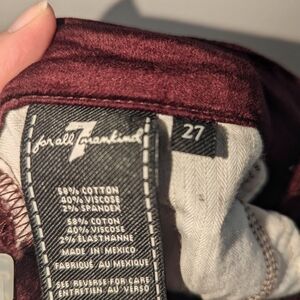 7
for all mankind
27
58% COTTON
40% VISCOSE
2% SPANDEX
58% COTON
40% VISCOSE
2% ELASTHANNE
MADE IN MEXICO
FABRIQUÉ AU MEXIQUE
SEE REVERSE FOR CARE
ENTRETIEN AU VERSO